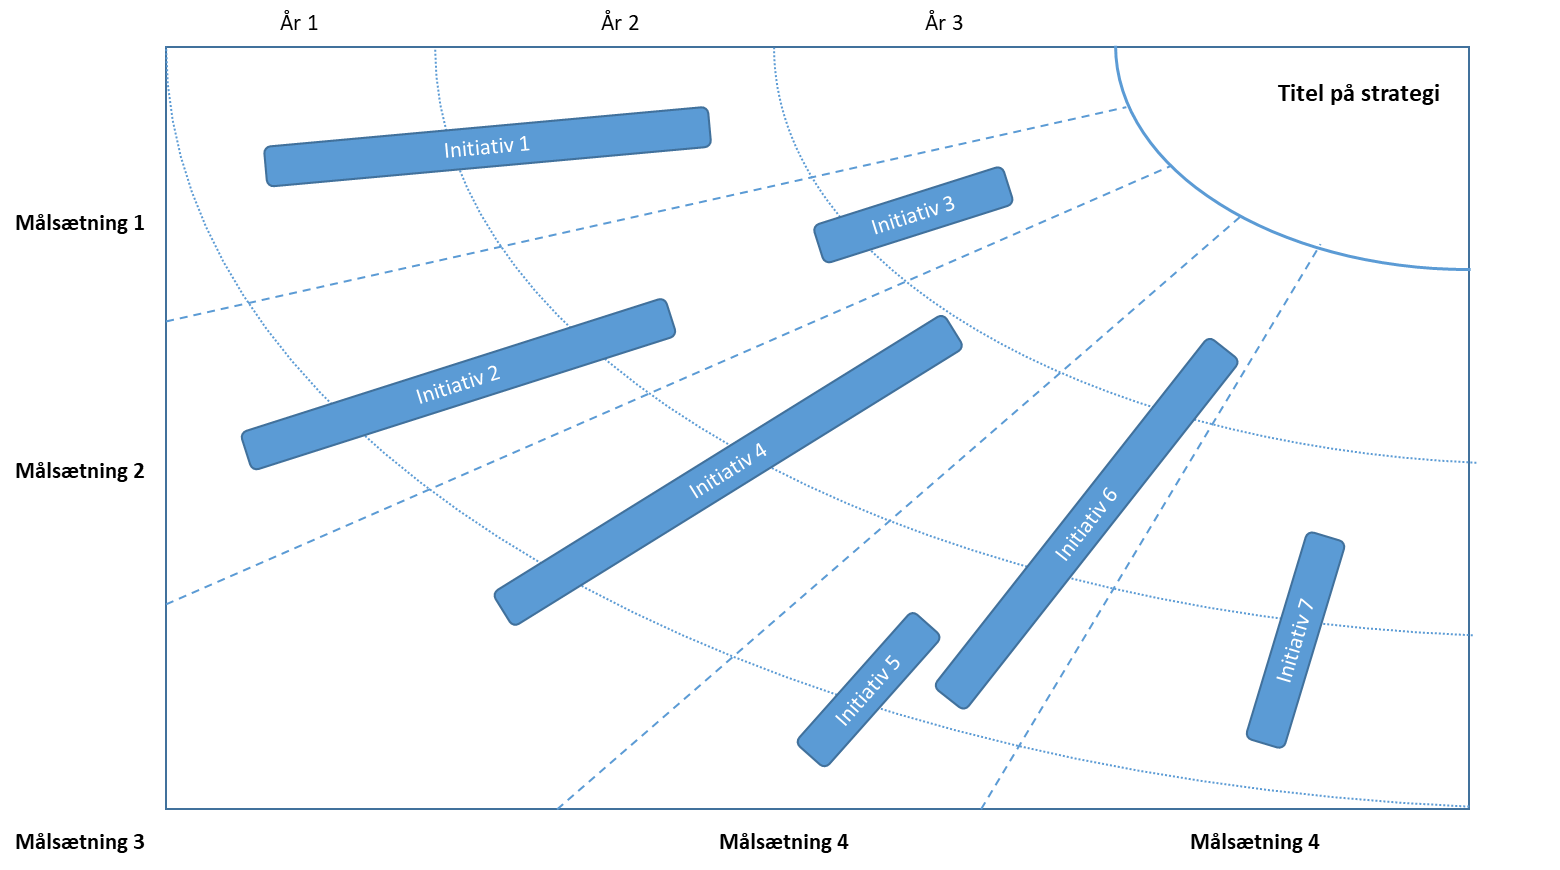 År 1
År 2
År 3
Titel på strategi
Initiativ 1
Initiativ 3
Målsætning 1
Initiativ 2
Initiativ 4
Målsætning 2
Initiativ 6
Initiativ 7
Initiativ 5
Målsætning 3
Målsætning 4
Målsætning 4